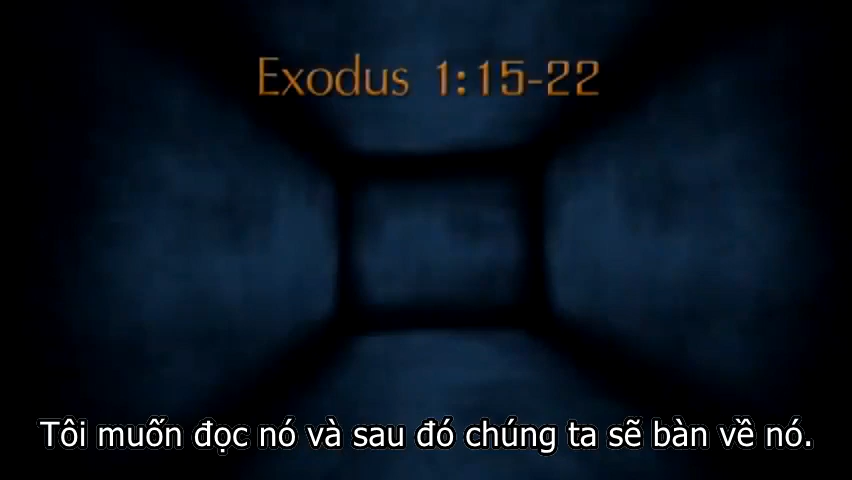 Exodus 1:15-22
Tôi muốn đọc nó và sau đó chúng ta sẽ bàn về nó.